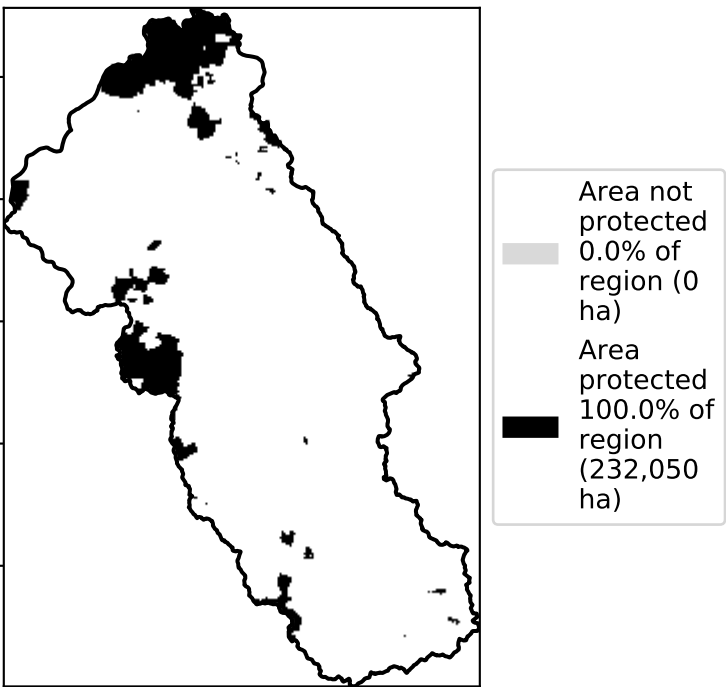 Area not
protected
0.0% of
region (0
ha)
Area
protected
100.0% of
region
(232,050
ha)